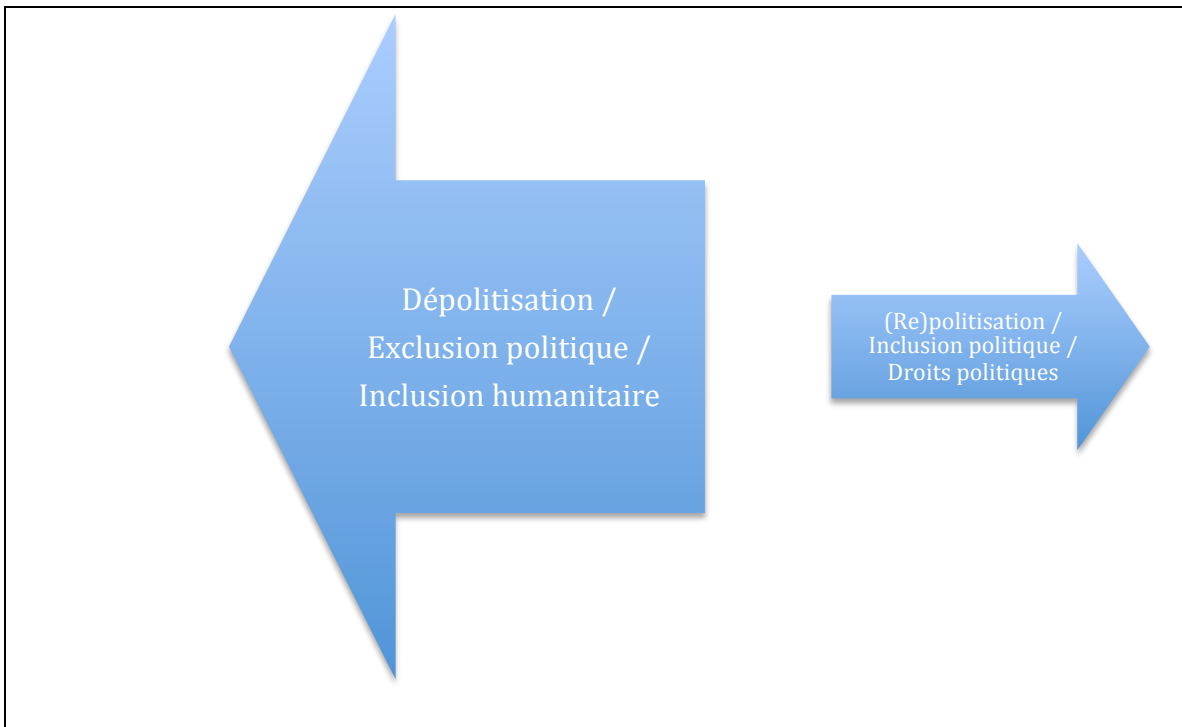 Dépolitisation /
Exclusion politique /
Inclusion humanitaire
(Re)politisation /
Inclusion politique /
Droits politiques